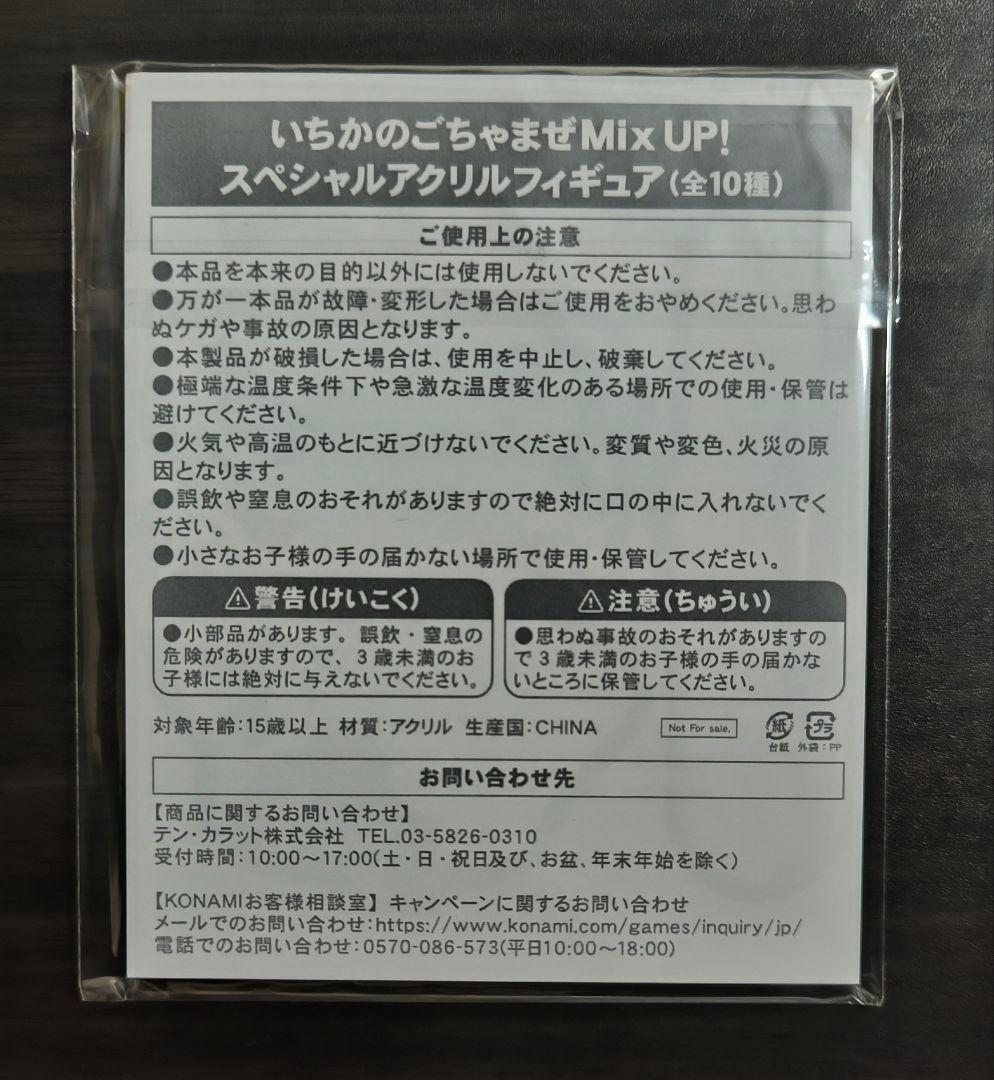 いちかのごちゃまぜMix UP!
スペシャルアクリルフィギュア(全10種)
ご使用上の注意
●本品を本来の目的以外には使用しないでください。
●万が一本品が故障・変形した場合はご使用をおやめください。思わ
ぬケガや事故の原因となります。
●本製品が破損した場合は、使用を中止し、破棄してください。
●極端な温度条件下や急激な温度変化のある場所での使用・保管は
避けてください。
●火気や高温のもとに近づけないでください。変質や変色、火災の原
因となります。
●誤飲や窒息のおそれがありますので絶対に口の中に入れないでく
ださい。
●小さなお子様の手の届かない場所で使用・保管してください。
⚠警告(けいこく)
●小部品があります。誤飲・窒息の
危険がありますので、3歳未満のお
子様には絶対に与えないでください。
⚠注意(ちゅうい)
●思わぬ事故のおそれがありますの
で3歳未満のお子様の手の届かな
いところに保管してください。
対象年齢:15歳以上 材質:アクリル 生産国:CHINA
Not For sale.
紙 プラ
台紙 外袋:PP
お問い合わせ先
【商品に関するお問い合わせ】
テン・カラット株式会社 TEL.03-5826-0310
受付時間:10:00～17:00(土・日・祝日及び、お盆、年末年始を除く)
【KONAMIお客様相談室】 キャンペーンに関するお問い合わせ
メールでのお問い合わせ:https://www.konami.com/games/inquiry/jp/
電話でのお問い合わせ:0570-086-573(平日10:00～18:00)